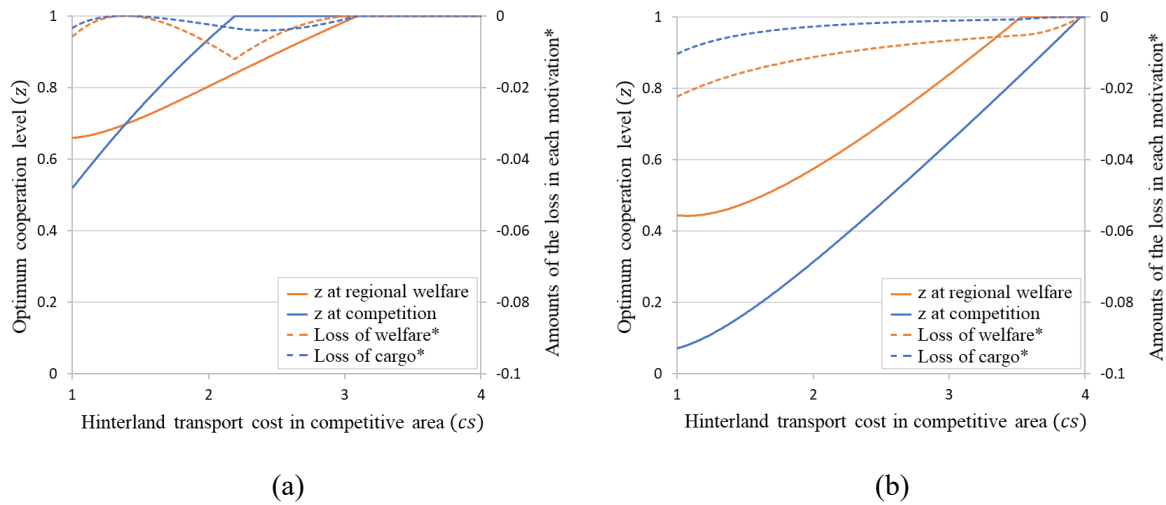 Optimum cooperation level (z)
1
0.8
0.6
0.4
0.2
0
0
-0.02
-0.04
-0.06
-0.08
-0.1
Amounts of the loss in each motivation*
z at regional welfare
z at competition
Loss of welfare*
Loss of cargo*
1 2 3 4
Hinterland transport cost in competitive area (cs)
(a)
Optimum cooperation level (z)
1
0.8
0.6
0.4
0.2
0
0
-0.02
-0.04
-0.06
-0.08
-0.1
Amounts of the loss in each motivation*
z at regional welfare
z at competition
Loss of welfare*
Loss of cargo*
1 2 3 4
Hinterland transport cost in competitive area (cs)
(b)